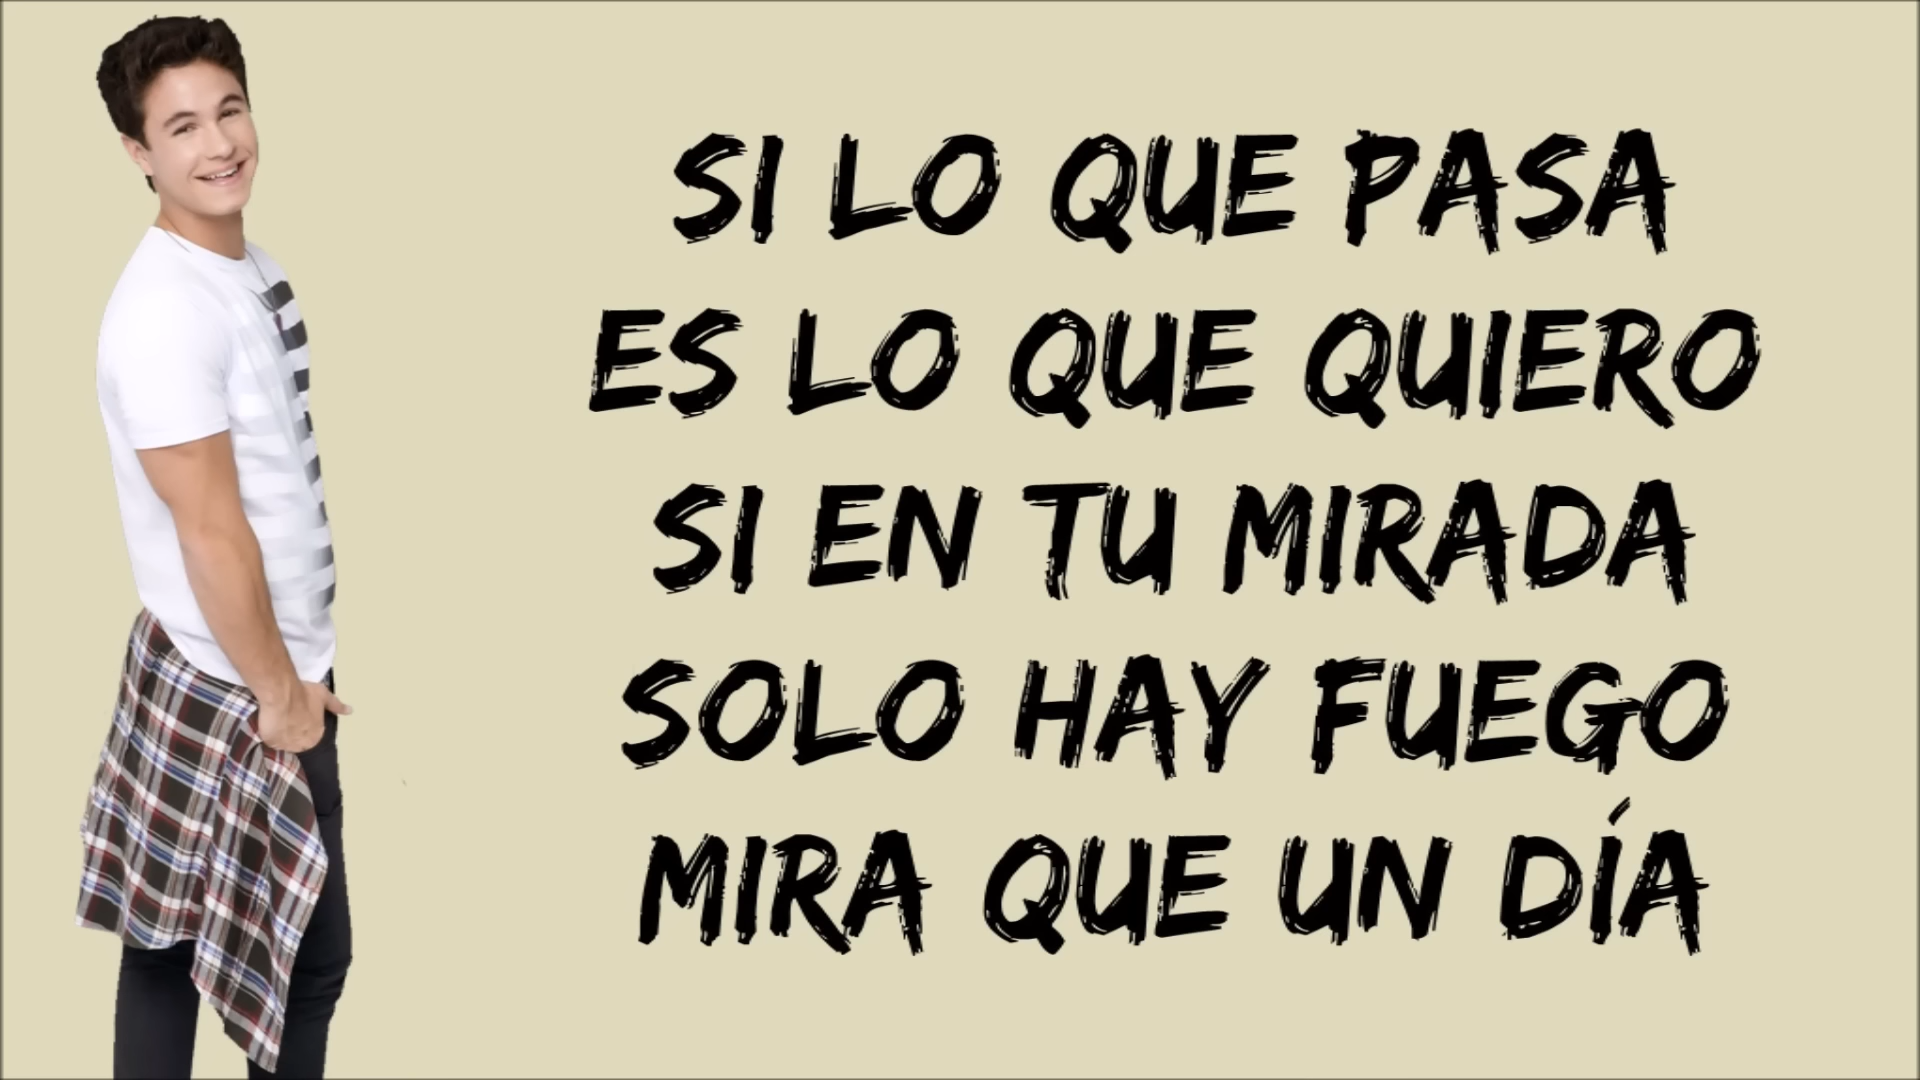 SI LO QUE PASA
ES LO QUE QUIERO
SI EN TU MIRADA
SOLO HAY FUEGO
MIRA QUE UN DÍA